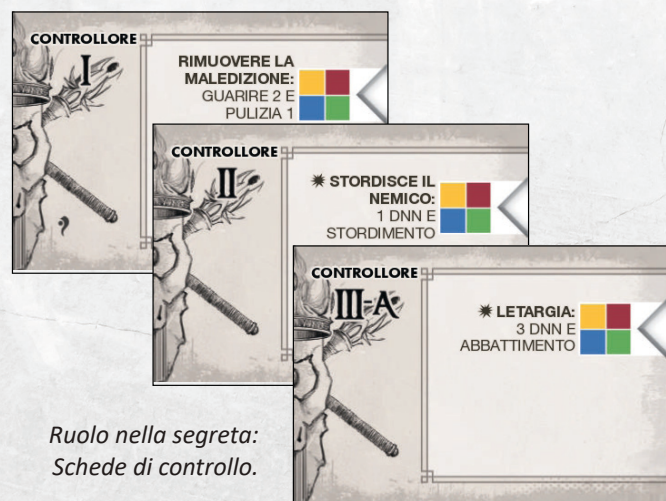 CONTROLLORE
I
RIMUOVERE LA
MALEDIZIONE:
GUARIRE 2 E
PULIZIA 1
CONTROLLORE
II
STORDISCE IL
NEMICO:
1 DNN E
STORDIMENTO
CONTROLLORE
III-A
LETARGIA:
3 DNN E
ABBATTIMENTO
Ruolo nella segreta:
Schede di controllo.